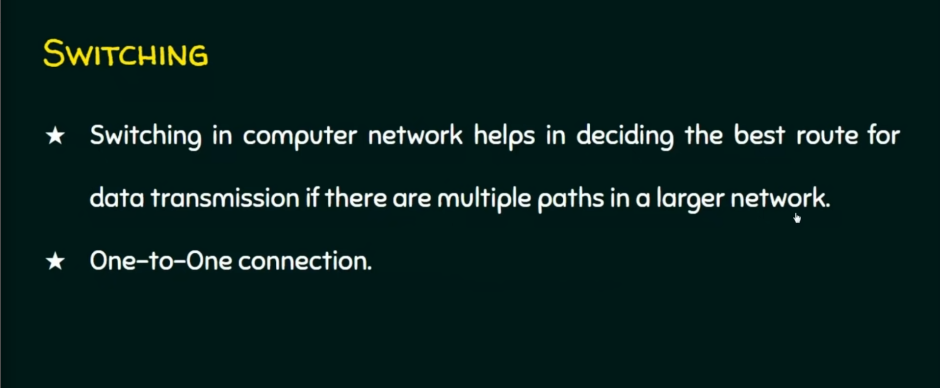 SWITCHING
★ Switching in computer network helps in deciding the best route for
data transmission if there are multiple paths in a larger network.
★ One-to-One connection.